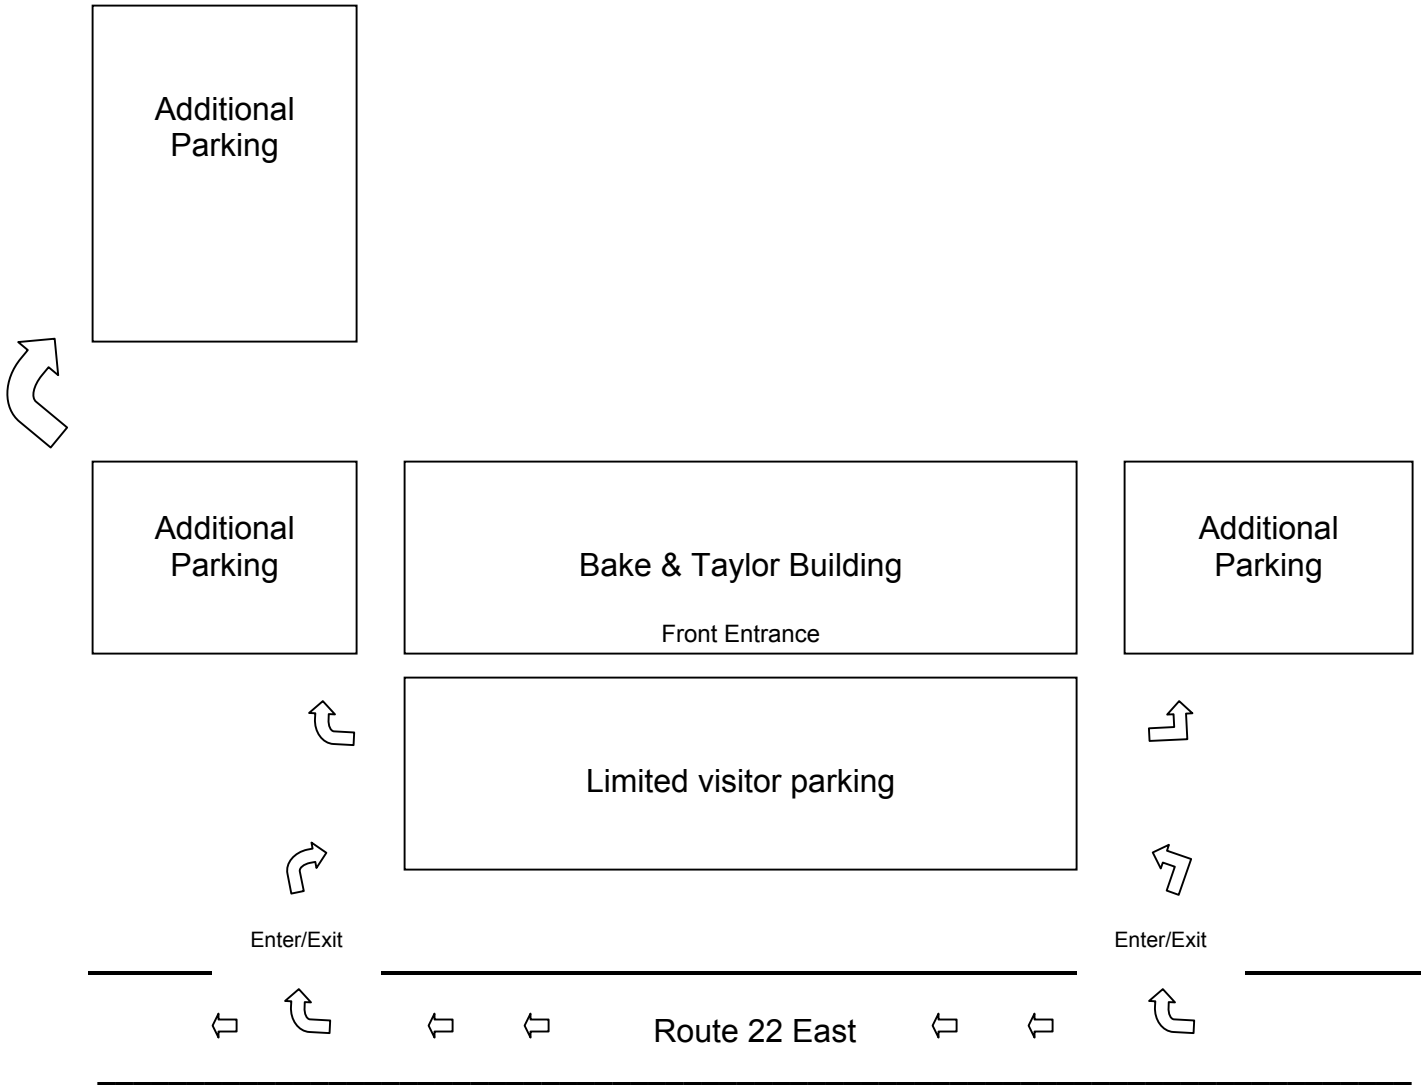 Additional
Parking
Additional
Parking
Bake & Taylor Building
Front Entrance
Additional
Parking
Limited visitor parking
Enter/Exit
Enter/Exit
Route 22 East